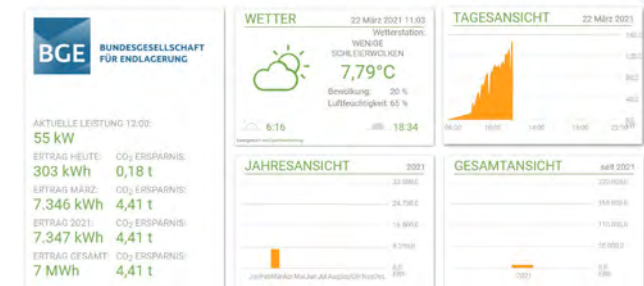 BGE
BUNDESGESELLSCHAFT
FÜR ENDLAGERUNG
AKTUELLE LEISTUNG 12:00:
55 kW
ERTRAG HEUTE: CO₂ ERSPARNIS:
303 kWh 0,18 t
ERTRAG MÄRZ: CO₂ ERSPARNIS:
7.346 kWh 4,41 t
ERTRAG 2021: CO₂ ERSPARNIS:
7.347 kWh 4,41 t
ERTRAG GESAMT: CO₂ ERSPARNIS:
7 MWh 4,41 t
WETTER 22 März 2021 11:03
Wetterstation:
WENIGE
SCHLEIERWOLKEN
7,79°C
Bewölkung: 20 %
Luftfeuchtigkeit: 65 %
6:16 18:34
TAGESANSICHT 22 März 2021
14:00
JAHRESANSICHT 2021
GESAMTANSICHT seit 2021
2021